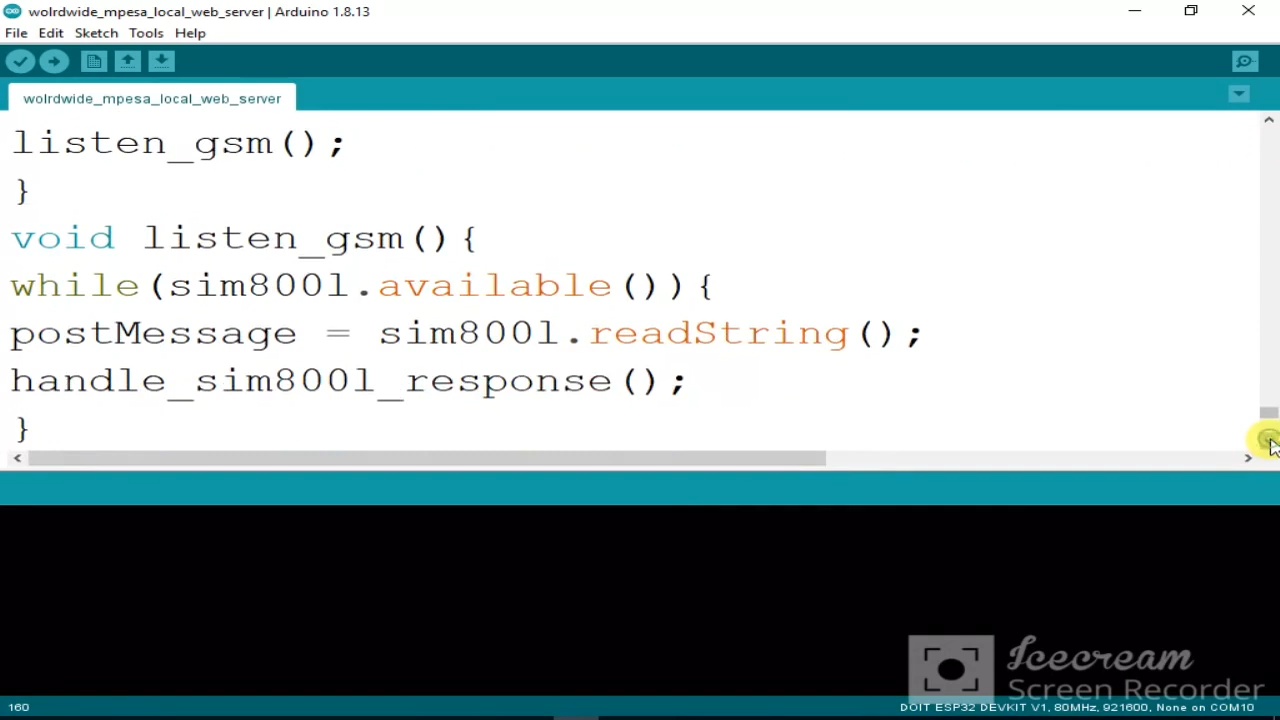 wolrdwide_mpesa_local_web_server | Arduino 1.8.13
File Edit Sketch Tools Help
wolrdwide_mpesa_local_web_server
listen_gsm();
}
void listen_gsm(){
while(sim800l.available()){
postMessage = sim800l.readString();
handle_sim800l_response();
}
Icecream
Screen Recorder
160 DOIT ESP32 DEVKIT V1, 80MHz, 921600, None on COM10